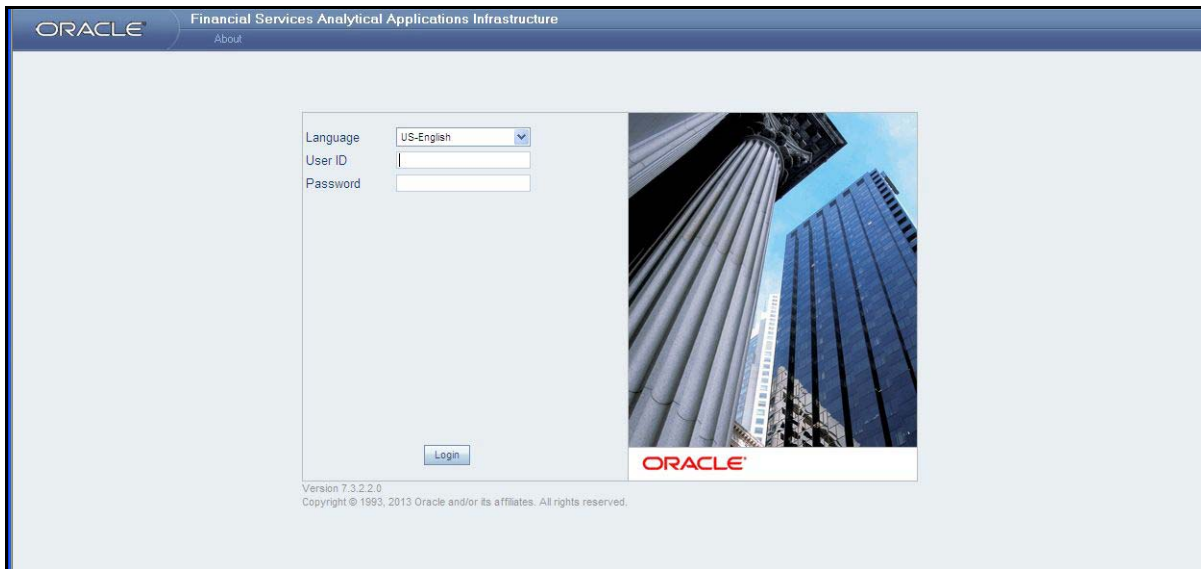 ORACLE
Financial Services Analytical Applications Infrastructure
About
Language US-English
User ID
Password
Login
ORACLE
Version 7.3.2.2.0
Copyright © 1993, 2013 Oracle and/or its affiliates. All rights reserved.